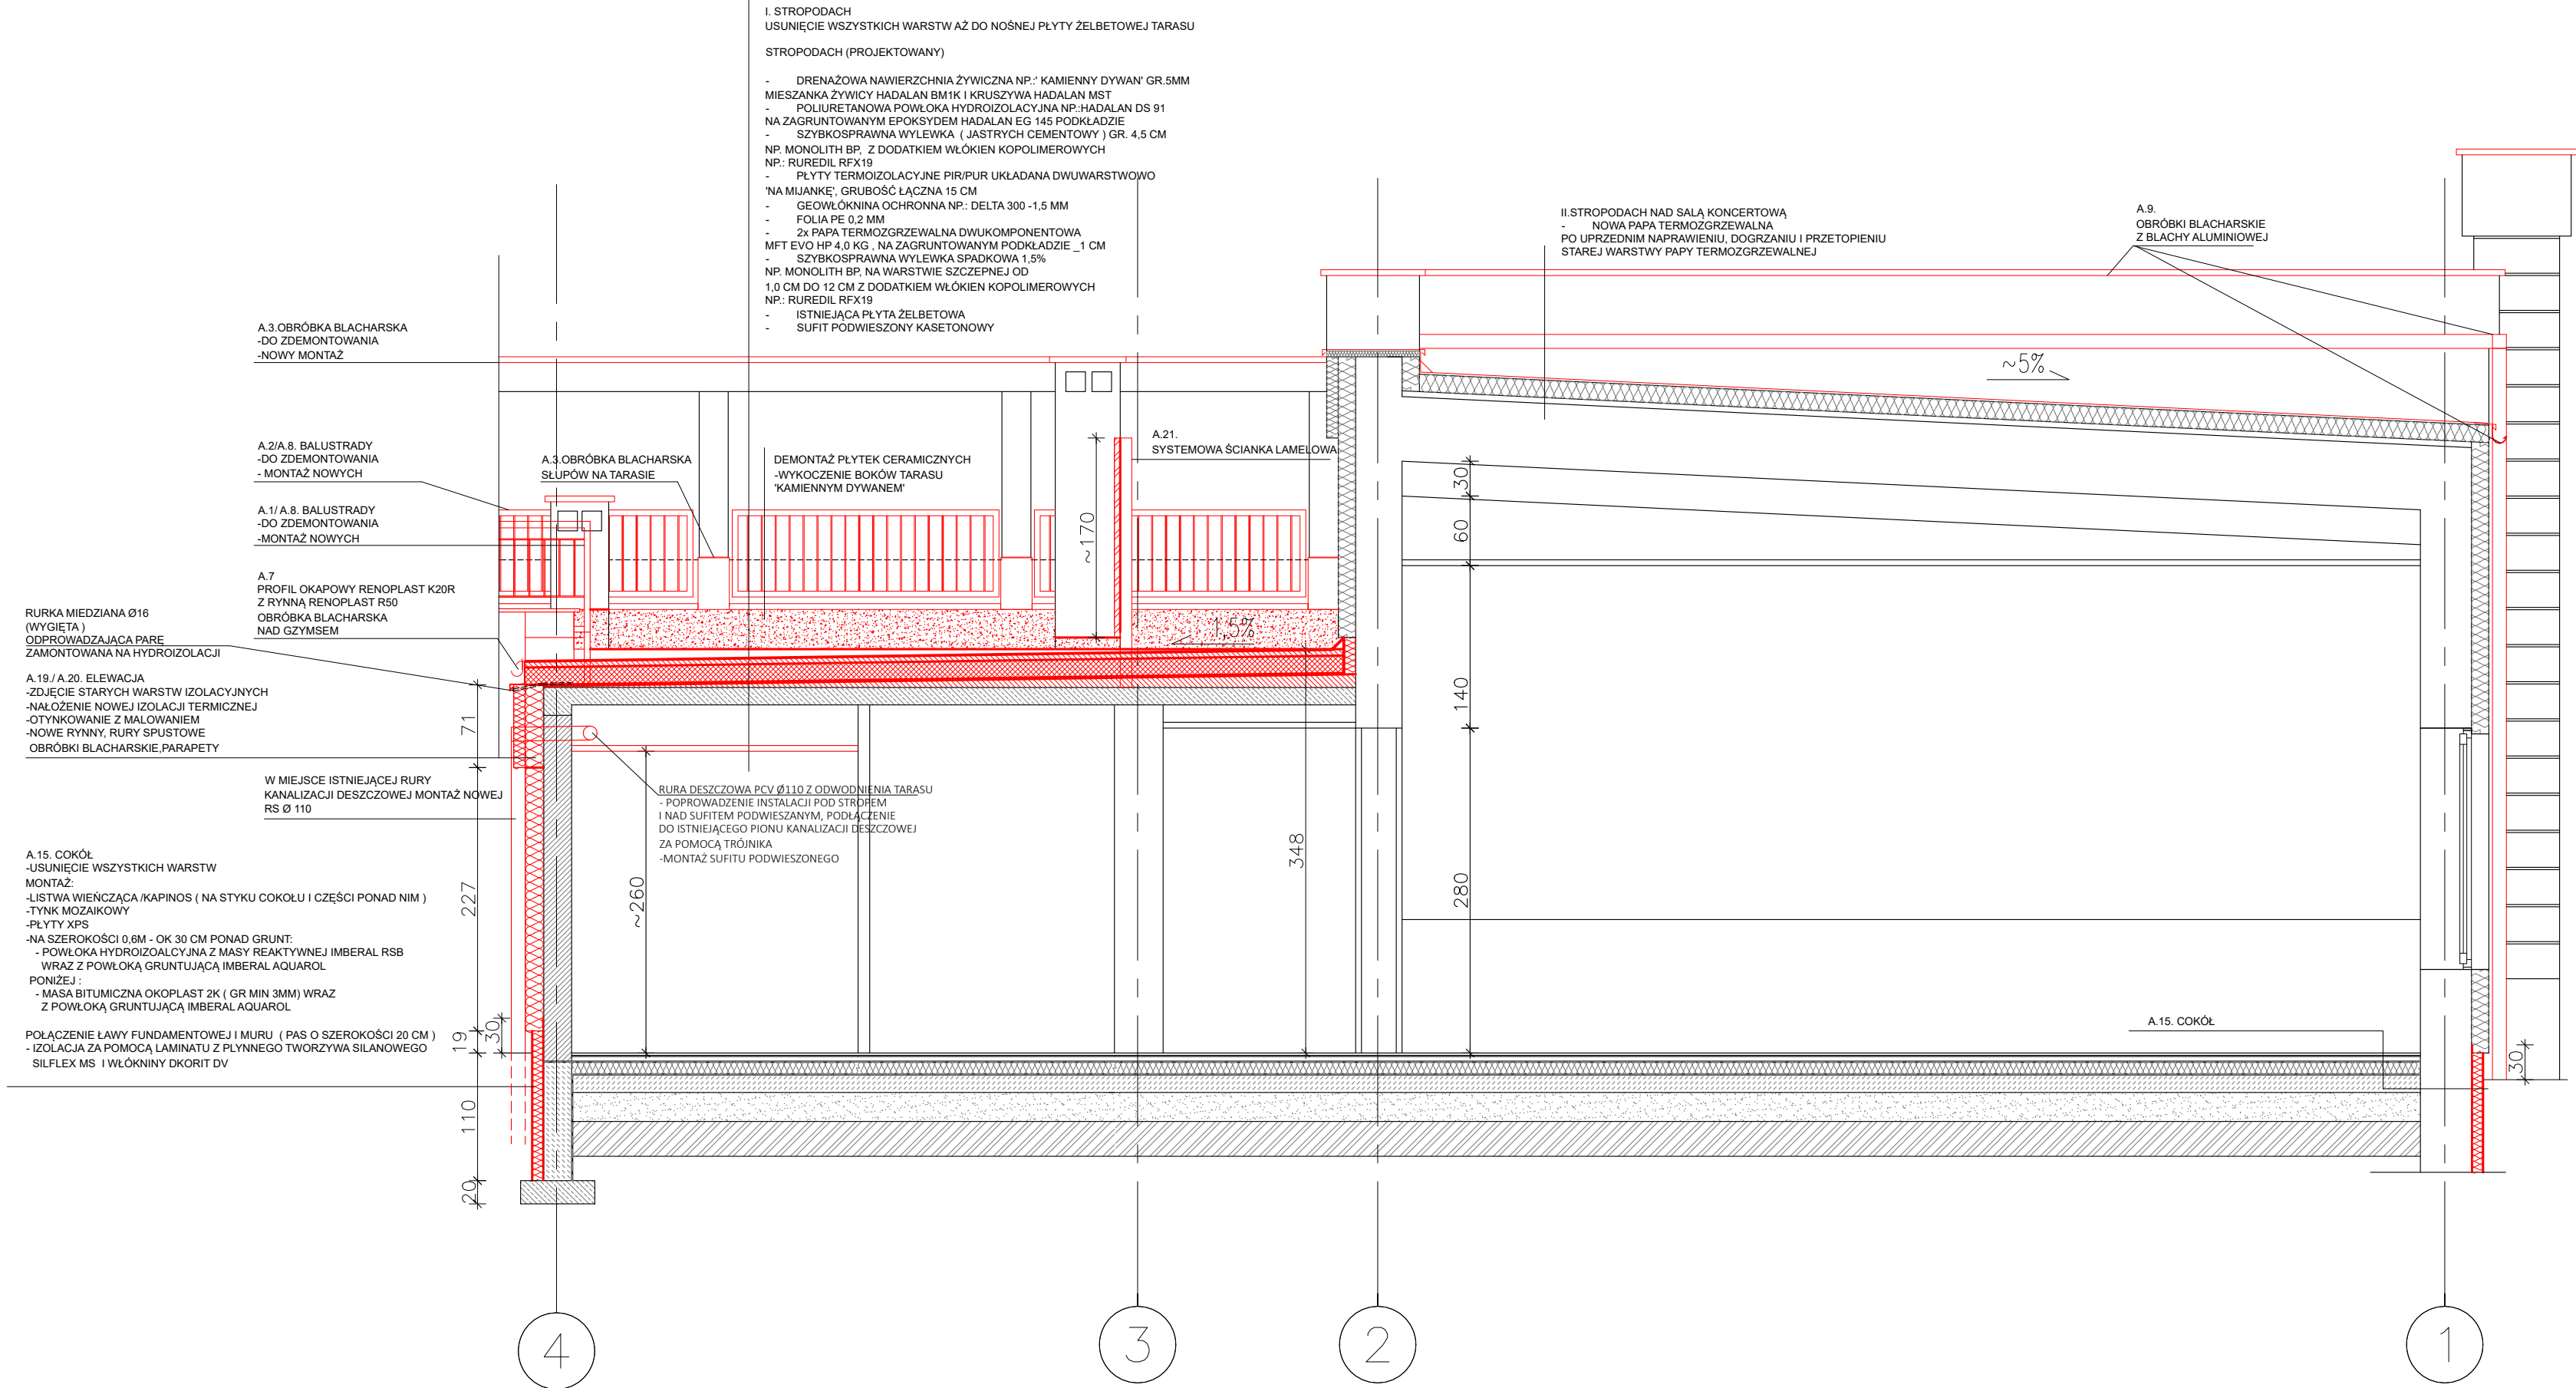 I. STROPODACH
USUNIĘCIE WSZYSTKICH WARSTW AŻ DO NOŚNEJ PŁYTY ŻELBETOWEJ TARASU
STROPODACH (PROJEKTOWANY)
- DRENAŻOWA NAWIERZCHNIA ŻYWICZNA NP.:' KAMIENNY DYWAN' GR.5MM
MIESZANKA ŻYWICY HADALAN BM1K I KRUSZYWA HADALAN MST
- POLIURETANOWA POWŁOKA HYDROIZOLACYJNA NP.:HADALAN DS 91
NA ZAGRUNTOWANYM EPOKSYDEM HADALAN EG 145 PODKŁADZIE
- SZYBKOSPRAWNA WYLEWKA ( JASTRYCH CEMENTOWY ) GR. 4,5 CM
NP. MONOLITH BP, Z DODATKIEM WŁÓKIEN KOPOLIMEROWYCH
NP.: RUREDIL RFX19
- PŁYTY TERMOIZOLACYJNE PIR/PUR UKŁADANA DWUWARSTWOWO
'NA MIJANKĘ', GRUBOŚĆ ŁĄCZNA 15 CM
- GEOWŁÓKNINA OCHRONNA NP.: DELTA 300 -1,5 MM
- FOLIA PE 0,2 MM
- 2x PAPA TERMOZGRZEWALNA DWUKOMPONENTOWA
MFT EVO HP 4,0 KG , NA ZAGRUNTOWANYM PODKŁADZIE _1 CM
- SZYBKOSPRAWNA WYLEWKA SPADKOWA 1,5%
NP. MONOLITH BP, NA WARSTWIE SZCZEPNEJ OD
1,0 CM DO 12 CM Z DODATKIEM WŁÓKIEN KOPOLIMEROWYCH
NP.: RUREDIL RFX19
- ISTNIEJĄCA PŁYTA ŻELBETOWA
- SUFIT PODWIESZONY KASETONOWY
II.STROPODACH NAD SALĄ KONCERTOWĄ
- NOWA PAPA TERMOZGRZEWALNA
PO UPRZEDNIM NAPRAWIENIU, DOGRZANIU I PRZETOPIENIU
STAREJ WARSTWY PAPY TERMOZGRZEWALNEJ
A.9.
OBRÓBKI BLACHARSKIE
Z BLACHY ALUMINIOWEJ
A.3.OBRÓBKA BLACHARSKA
-DO ZDEMONTOWANIA
-NOWY MONTAŻ
~5%
A.2/A.8. BALUSTRADY
-DO ZDEMONTOWANIA
- MONTAŻ NOWYCH
A.3.OBRÓBKA BLACHARSKA
SŁUPÓW NA TARASIE
DEMONTAŻ PŁYTEK CERAMICZNYCH
-WYKOCZENIE BOKÓW TARASU
'KAMIENNYM DYWANEM'
A.21.
SYSTEMOWA ŚCIANKA LAMELOWA
A.1/ A.8. BALUSTRADY
-DO ZDEMONTOWANIA
-MONTAŻ NOWYCH
~170
30
60
A.7
PROFIL OKAPOWY RENOPLAST K20R
Z RYNNĄ RENOPLAST R50
OBRÓBKA BLACHARSKA
NAD GZYMSEM
RURKA MIEDZIANA Ø16
(WYGIĘTA )
ODPROWADZAJĄCA PARĘ
ZAMONTOWANA NA HYDROIZOLACJI
1,5%
A.19./ A.20. ELEWACJA
-ZDJĘCIE STARYCH WARSTW IZOLACYJNYCH
-NAŁOŻENIE NOWEJ IZOLACJI TERMICZNEJ
-OTYNKOWANIE Z MALOWANIEM
-NOWE RYNNY, RURY SPUSTOWE
OBRÓBKI BLACHARSKIE,PARAPETY
71
140
W MIEJSCE ISTNIEJĄCEJ RURY
KANALIZACJI DESZCZOWEJ MONTAŻ NOWEJ
RS Ø 110
RURA DESZCZOWA PCV Ø110 Z ODWODNIENIA TARASU
- POPROWADZENIE INSTALACJI POD STROPEM
I NAD SUFITEM PODWIESZANYM, PODŁĄCZENIE
DO ISTNIEJĄCEGO PIONU KANALIZACJI DESZCZOWEJ
ZA POMOCĄ TRÓJNIKA
-MONTAŻ SUFITU PODWIESZONEGO
A.15. COKÓŁ
-USUNIĘCIE WSZYSTKICH WARSTW
MONTAŻ:
-LISTWA WIEŃCZĄCA /KAPINOS ( NA STYKU COKOŁU I CZĘŚCI PONAD NIM )
-TYNK MOZAIKOWY
-PŁYTY XPS
-NA SZEROKOŚCI 0,6M - OK 30 CM PONAD GRUNT:
- POWŁOKA HYDROIZOALCYJNA Z MASY REAKTYWNEJ IMBERAL RSB
WRAZ Z POWŁOKĄ GRUNTUJĄCĄ IMBERAL AQUAROL
PONIŻEJ :
- MASA BITUMICZNA OKOPLAST 2K ( GR MIN 3MM) WRAZ
Z POWŁOKĄ GRUNTUJĄCĄ IMBERAL AQUAROL
POŁĄCZENIE ŁAWY FUNDAMENTOWEJ I MURU ( PAS O SZEROKOŚCI 20 CM )
- IZOLACJA ZA POMOCĄ LAMINATU Z PLYNNEGO TWORZYWA SILANOWEGO
SILFLEX MS I WŁÓKNINY DKORIT DV
227
~260
348
280
19
30
110
20
A.15. COKÓŁ
30
4
3
2
1